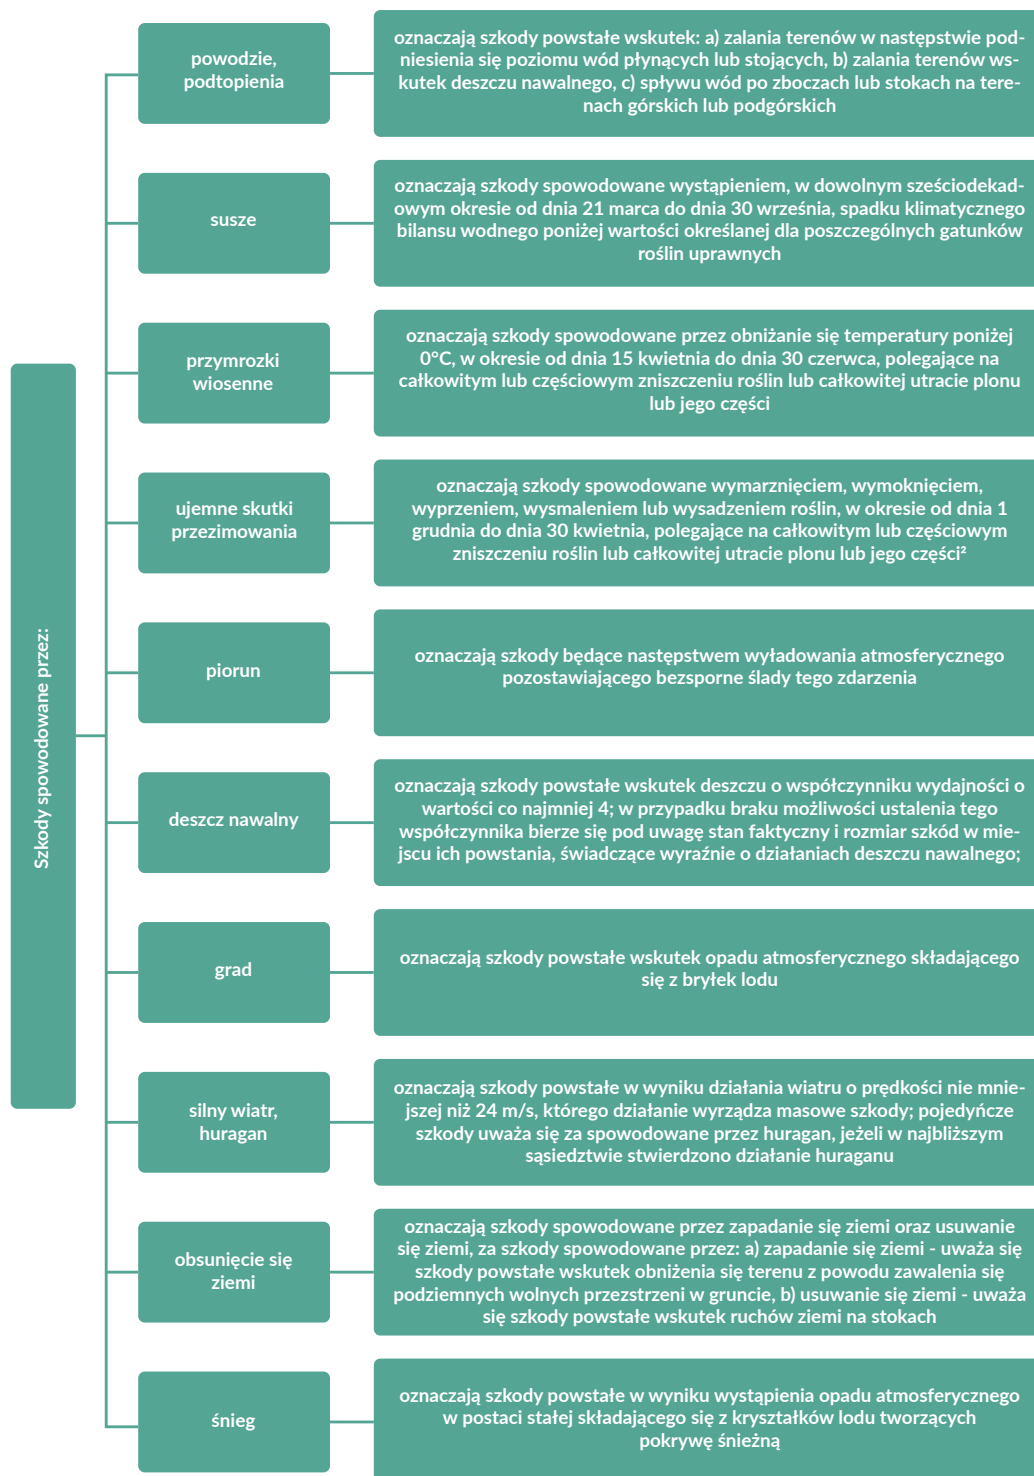 Szkody spowodowane przez:
powodzie,
podtopienia
oznaczają szkody powstałe wskutek: a) zalania terenów w następstwie pod-
niesienia się poziomu wód płynących lub stojących, b) zalania terenów ws-
kutek deszczu nawalnego, c) spływu wód po zboczach lub stokach na tere-
nach górskich lub podgórskich
susze
oznaczają szkody spowodowane wystąpieniem, w dowolnym sześciodekad-
owym okresie od dnia 21 marca do dnia 30 września, spadku klimatycznego
bilansu wodnego poniżej wartości określanej dla poszczególnych gatunków
roślin uprawnych
przymrozki
wiosenne
oznaczają szkody spowodowane przez obniżanie się temperatury poniżej
0°C, w okresie od dnia 15 kwietnia do dnia 30 czerwca, polegające na
całkowitym lub częściowym zniszczeniu roślin lub całkowitej utracie plonu
lub jego części
ujemne skutki
przezimowania
oznaczają szkody spowodowane wymarznięciem, wymoknięciem,
wyprzeniem, wysmaleniem lub wysadzeniem roślin, w okresie od dnia 1
grudnia do dnia 30 kwietnia, polegające na całkowitym lub częściowym
zniszczeniu roślin lub całkowitej utracie plonu lub jego części²
piorun
oznaczają szkody będące następstwem wyładowania atmosferycznego
pozostawiającego bezsporne ślady tego zdarzenia
deszcz nawalny
oznaczają szkody powstałe wskutek deszczu o współczynniku wydajności o
wartości co najmniej 4; w przypadku braku możliwości ustalenia tego
współczynnika bierze się pod uwagę stan faktyczny i rozmiar szkód w mie-
jscu ich powstania, świadczące wyraźnie o działaniach deszczu nawalnego;
grad
oznaczają szkody powstałe wskutek opadu atmosferycznego składającego
się z bryłek lodu
silny wiatr,
huragan
oznaczają szkody powstałe w wyniku działania wiatru o prędkości nie mnie-
jszej niż 24 m/s, którego działanie wyrządza masowe szkody; pojedyńcze
szkody uważa się za spowodowane przez huragan, jeżeli w najbliższym
sąsiedztwie stwierdzono działanie huraganu
obsunięcie się
ziemi
oznaczają szkody spowodowane przez zapadanie się ziemi oraz usuwanie
się ziemi, za szkody spowodowane przez: a) zapadanie się ziemi - uważa się
szkody powstałe wskutek obniżenia się terenu z powodu zawalenia się
podziemnych wolnych przezstrzeni w gruncie, b) usuwanie się ziemi - uważa
się szkody powstałe wskutek ruchów ziemi na stokach
śnieg
oznaczają szkody powstałe w wyniku wystąpienia opadu atmosferycznego
w postaci stałej składającego się z kryształków lodu tworzących
pokrywę śnieżną